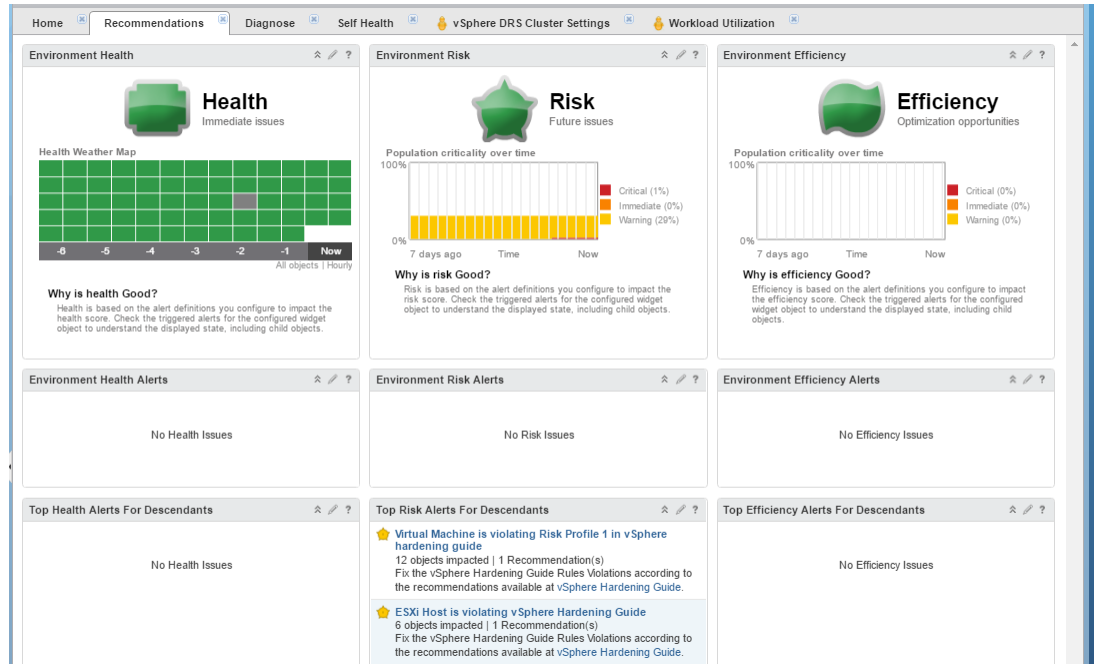 Home
Recommendations
Diagnose
Self Health
vSphere DRS Cluster Settings
Workload Utilization
Environment Health
?
Health
Immediate issues
Health Weather Map
-6 -5 -4 -3 -2 -1 Now
All objects | Hourly
Why is health Good?
Health is based on the alert definitions you configure to impact the
health score. Check the triggered alerts for the configured widget
object to understand the displayed state, including child objects.
Environment Risk
?
Risk
Future issues
Population criticality over time
100%
Critical (1%)
Immediate (0%)
Warning (29%)
0%
7 days ago Time Now
Why is risk Good?
Risk is based on the alert definitions you configure to impact the
risk score. Check the triggered alerts for the configured widget
object to understand the displayed state, including child objects.
Environment Efficiency
?
Efficiency
Optimization opportunities
Population criticality over time
100%
Critical (0%)
Immediate (0%)
Warning (0%)
0%
7 days ago Time Now
Why is efficiency Good?
Efficiency is based on the alert definitions you configure to impact
the efficiency score. Check the triggered alerts for the configured
widget object to understand the displayed state, including child
objects.
Environment Health Alerts
?
No Health Issues
Environment Risk Alerts
?
No Risk Issues
Environment Efficiency Alerts
?
No Efficiency Issues
Top Health Alerts For Descendants
?
No Health Issues
Top Risk Alerts For Descendants
?
Virtual Machine is violating Risk Profile 1 in vSphere
hardening guide
12 objects impacted | 1 Recommendation(s)
Fix the vSphere Hardening Guide Rules Violations according to
the recommendations available at vSphere Hardening Guide.
ESXi Host is violating vSphere Hardening Guide
6 objects impacted | 1 Recommendation(s)
Fix the vSphere Hardening Guide Rules Violations according to
the recommendations available at vSphere Hardening Guide.
Top Efficiency Alerts For Descendants
?
No Efficiency Issues